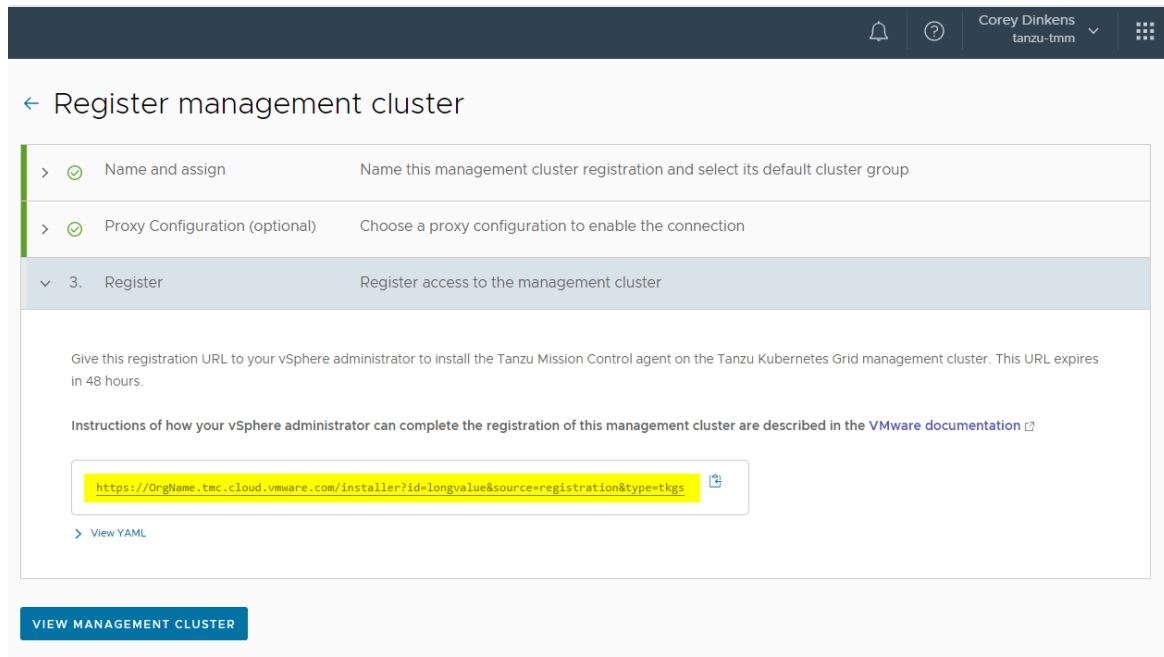 Corey Dinkens
tanzu-tmm
Register management cluster
Name and assign Name this management cluster registration and select its default cluster group
Proxy Configuration (optional) Choose a proxy configuration to enable the connection
3. Register Register access to the management cluster
Give this registration URL to your vSphere administrator to install the Tanzu Mission Control agent on the Tanzu Kubernetes Grid management cluster. This URL expires
in 48 hours.
Instructions of how your vSphere administrator can complete the registration of this management cluster are described in the VMware documentation
https://OrgName.tmc.cloud.vmware.com/installer?id=longvalue&source=registration&type=tkgs
View YAML
VIEW MANAGEMENT CLUSTER